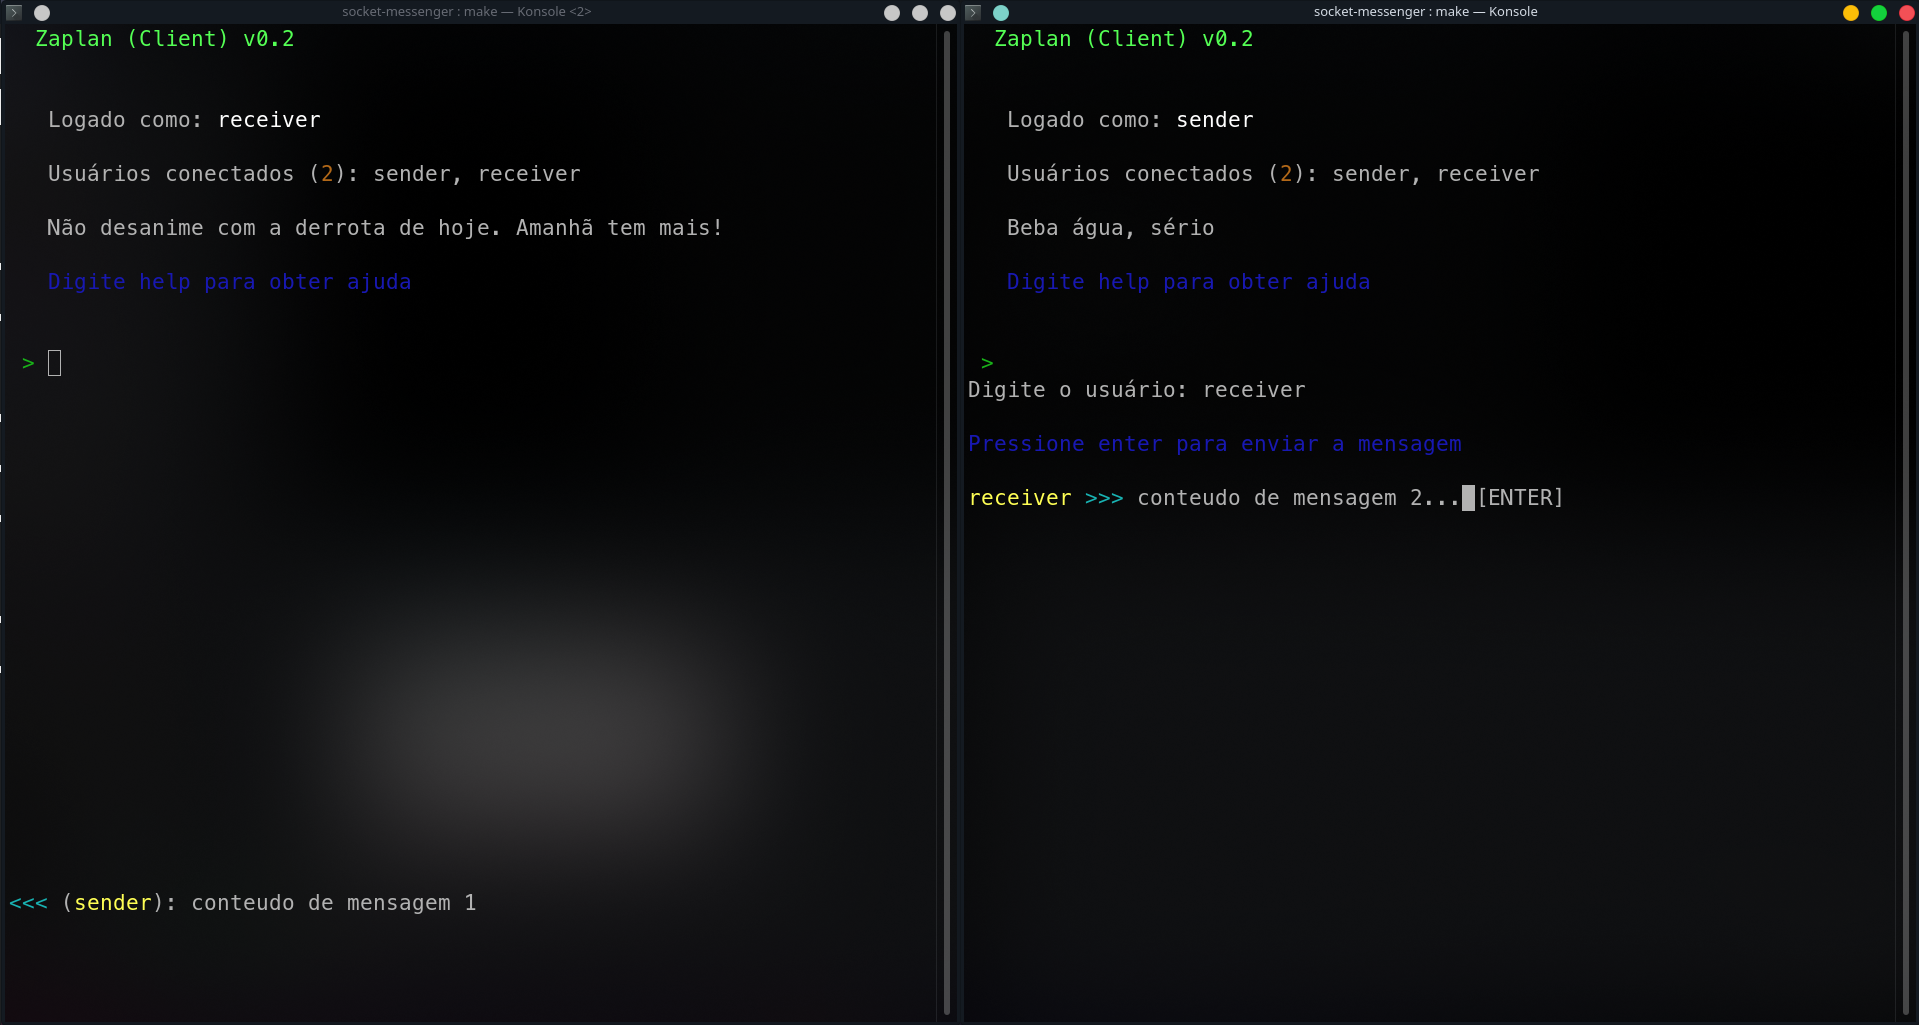 socket-messenger : make — Konsole <2>
Zaplan (Client) v0.2
Logado como: receiver
Usuários conectados (2): sender, receiver
Não desanime com a derrota de hoje. Amanhã tem mais!
Digite help para obter ajuda
>
<<< (sender): conteudo de mensagem 1
socket-messenger : make — Konsole
Zaplan (Client) v0.2
Logado como: sender
Usuários conectados (2): sender, receiver
Beba água, sério
Digite help para obter ajuda
>
Digite o usuário: receiver
Pressione enter para enviar a mensagem
receiver >>> conteudo de mensagem 2... [ENTER]